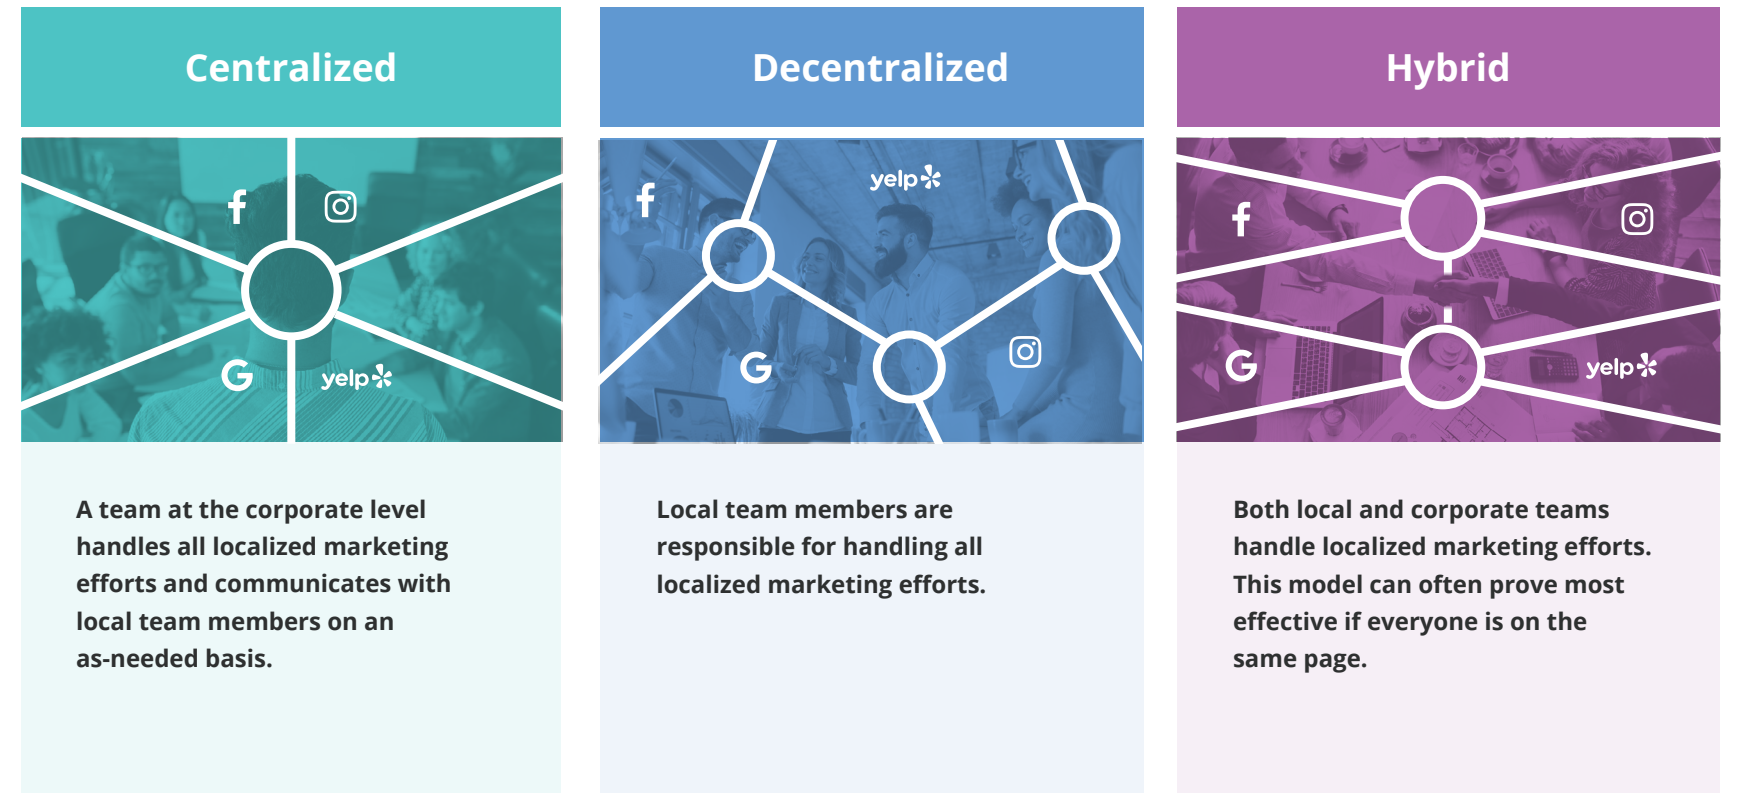 Centralized
yelp
A team at the corporate level
handles all localized marketing
efforts and communicates with
local team members on an
as-needed basis.
Decentralized
yelp
Local team members are
responsible for handling all
localized marketing efforts.
Hybrid
yelp
Both local and corporate teams
handle localized marketing efforts.
This model can often prove most
effective if everyone is on the
same page.